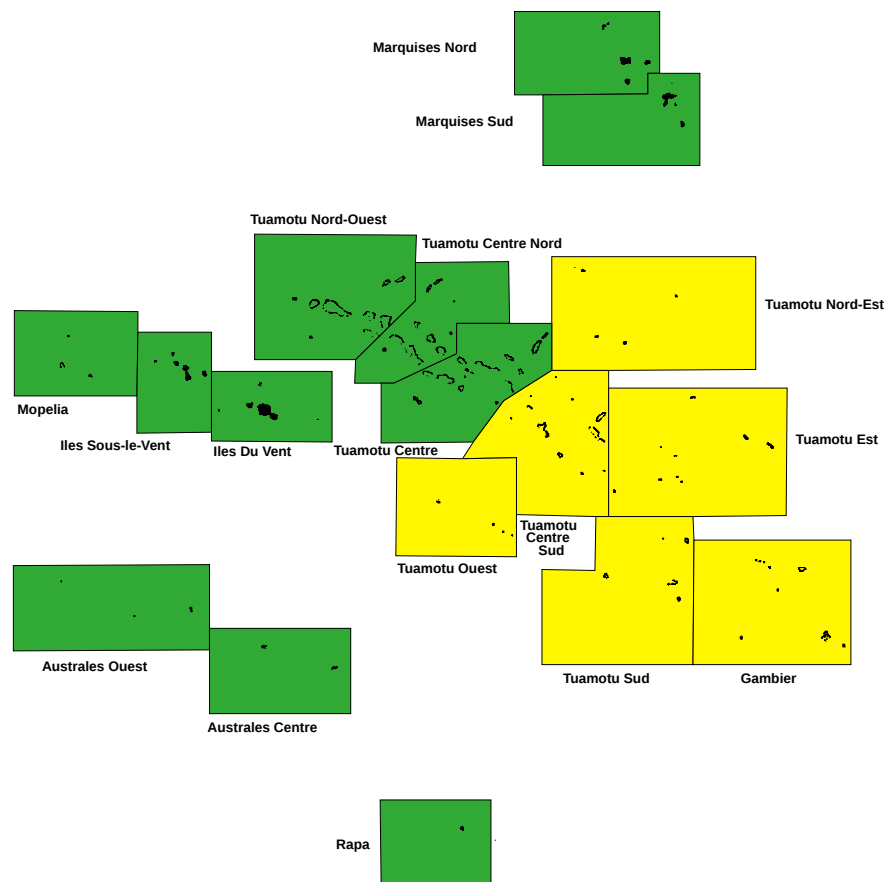 Marquises Nord
Marquises Sud
Tuamotu Nord-Ouest
Tuamotu Centre Nord
Tuamotu Nord-Est
Mopelia
Iles Sous-le-Vent
Iles Du Vent
Tuamotu Centre
Tuamotu Est
Tuamotu
Centre
Sud
Tuamotu Ouest
Australes Ouest
Tuamotu Sud
Gambier
Australes Centre
Rapa